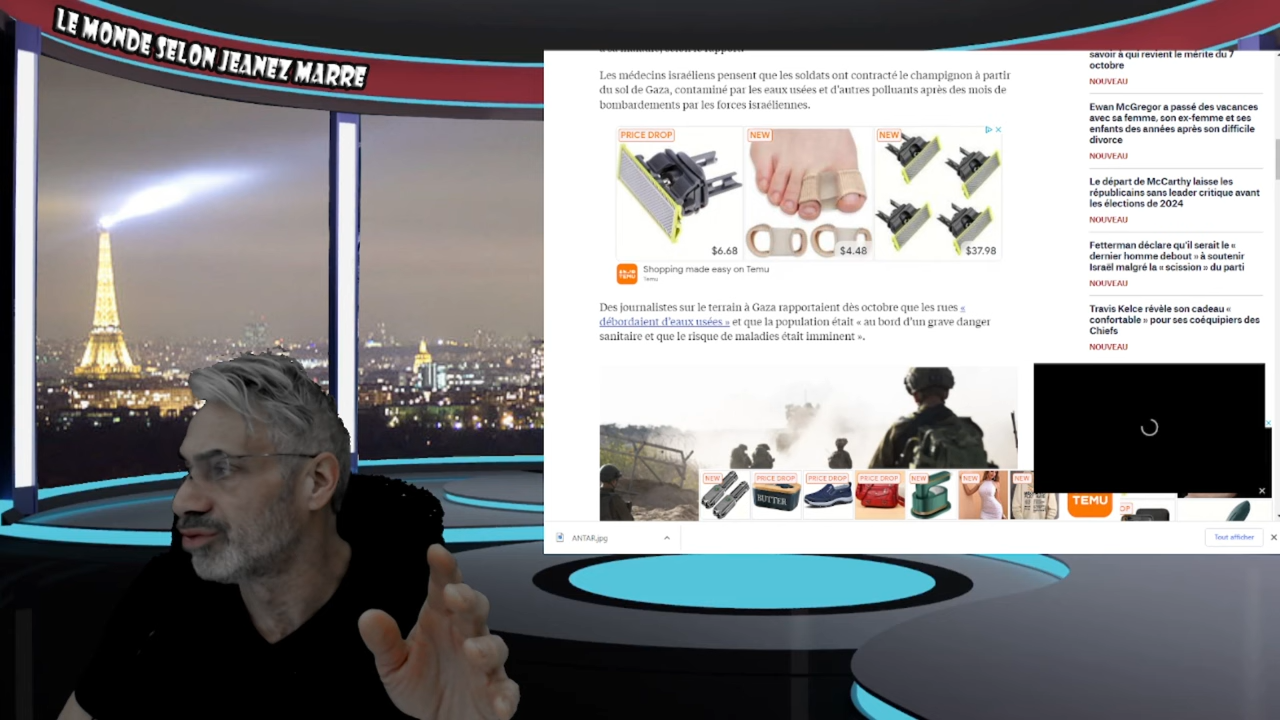 LE MONDE SELON JEANEZ MARRE
Les médecins israéliens pensent que les soldats ont contracté le champignon à partir
du sol de Gaza, contaminé par les eaux usées et d'autres polluants après des mois de
bombardements par les forces israéliennes.
PRICE DROP
NEW
NEW
$6.68
$4.48
$37.98
TEMU
Shopping made easy on Temu
Temu
Des journalistes sur le terrain à Gaza rapportaient dès octobre que les rues «
débordaient d'eaux usées » et que la population était « au bord d'un grave danger
sanitaire et que le risque de maladies était imminent ».
NEW
PRICE DROP
PRICE DROP
PRICE DROP
NEW
NEW
NEW
BUTTER
TEMU
savoir à qui revient le mérite du 7
octobre
NOUVEAU
Ewan McGregor a passé des vacances
avec sa femme, son ex-femme et ses
enfants des années après son difficile
divorce
NOUVEAU
Le départ de McCarthy laisse les
républicains sans leader critique avant
les élections de 2024
NOUVEAU
Fetterman déclare qu'il serait le «
dernier homme debout » à soutenir
Israël malgré la « scission » du parti
NOUVEAU
Travis Kelce révèle son cadeau «
confortable » pour ses coéquipiers des
Chiefs
NOUVEAU
ANTAR.jpg
Tout afficher